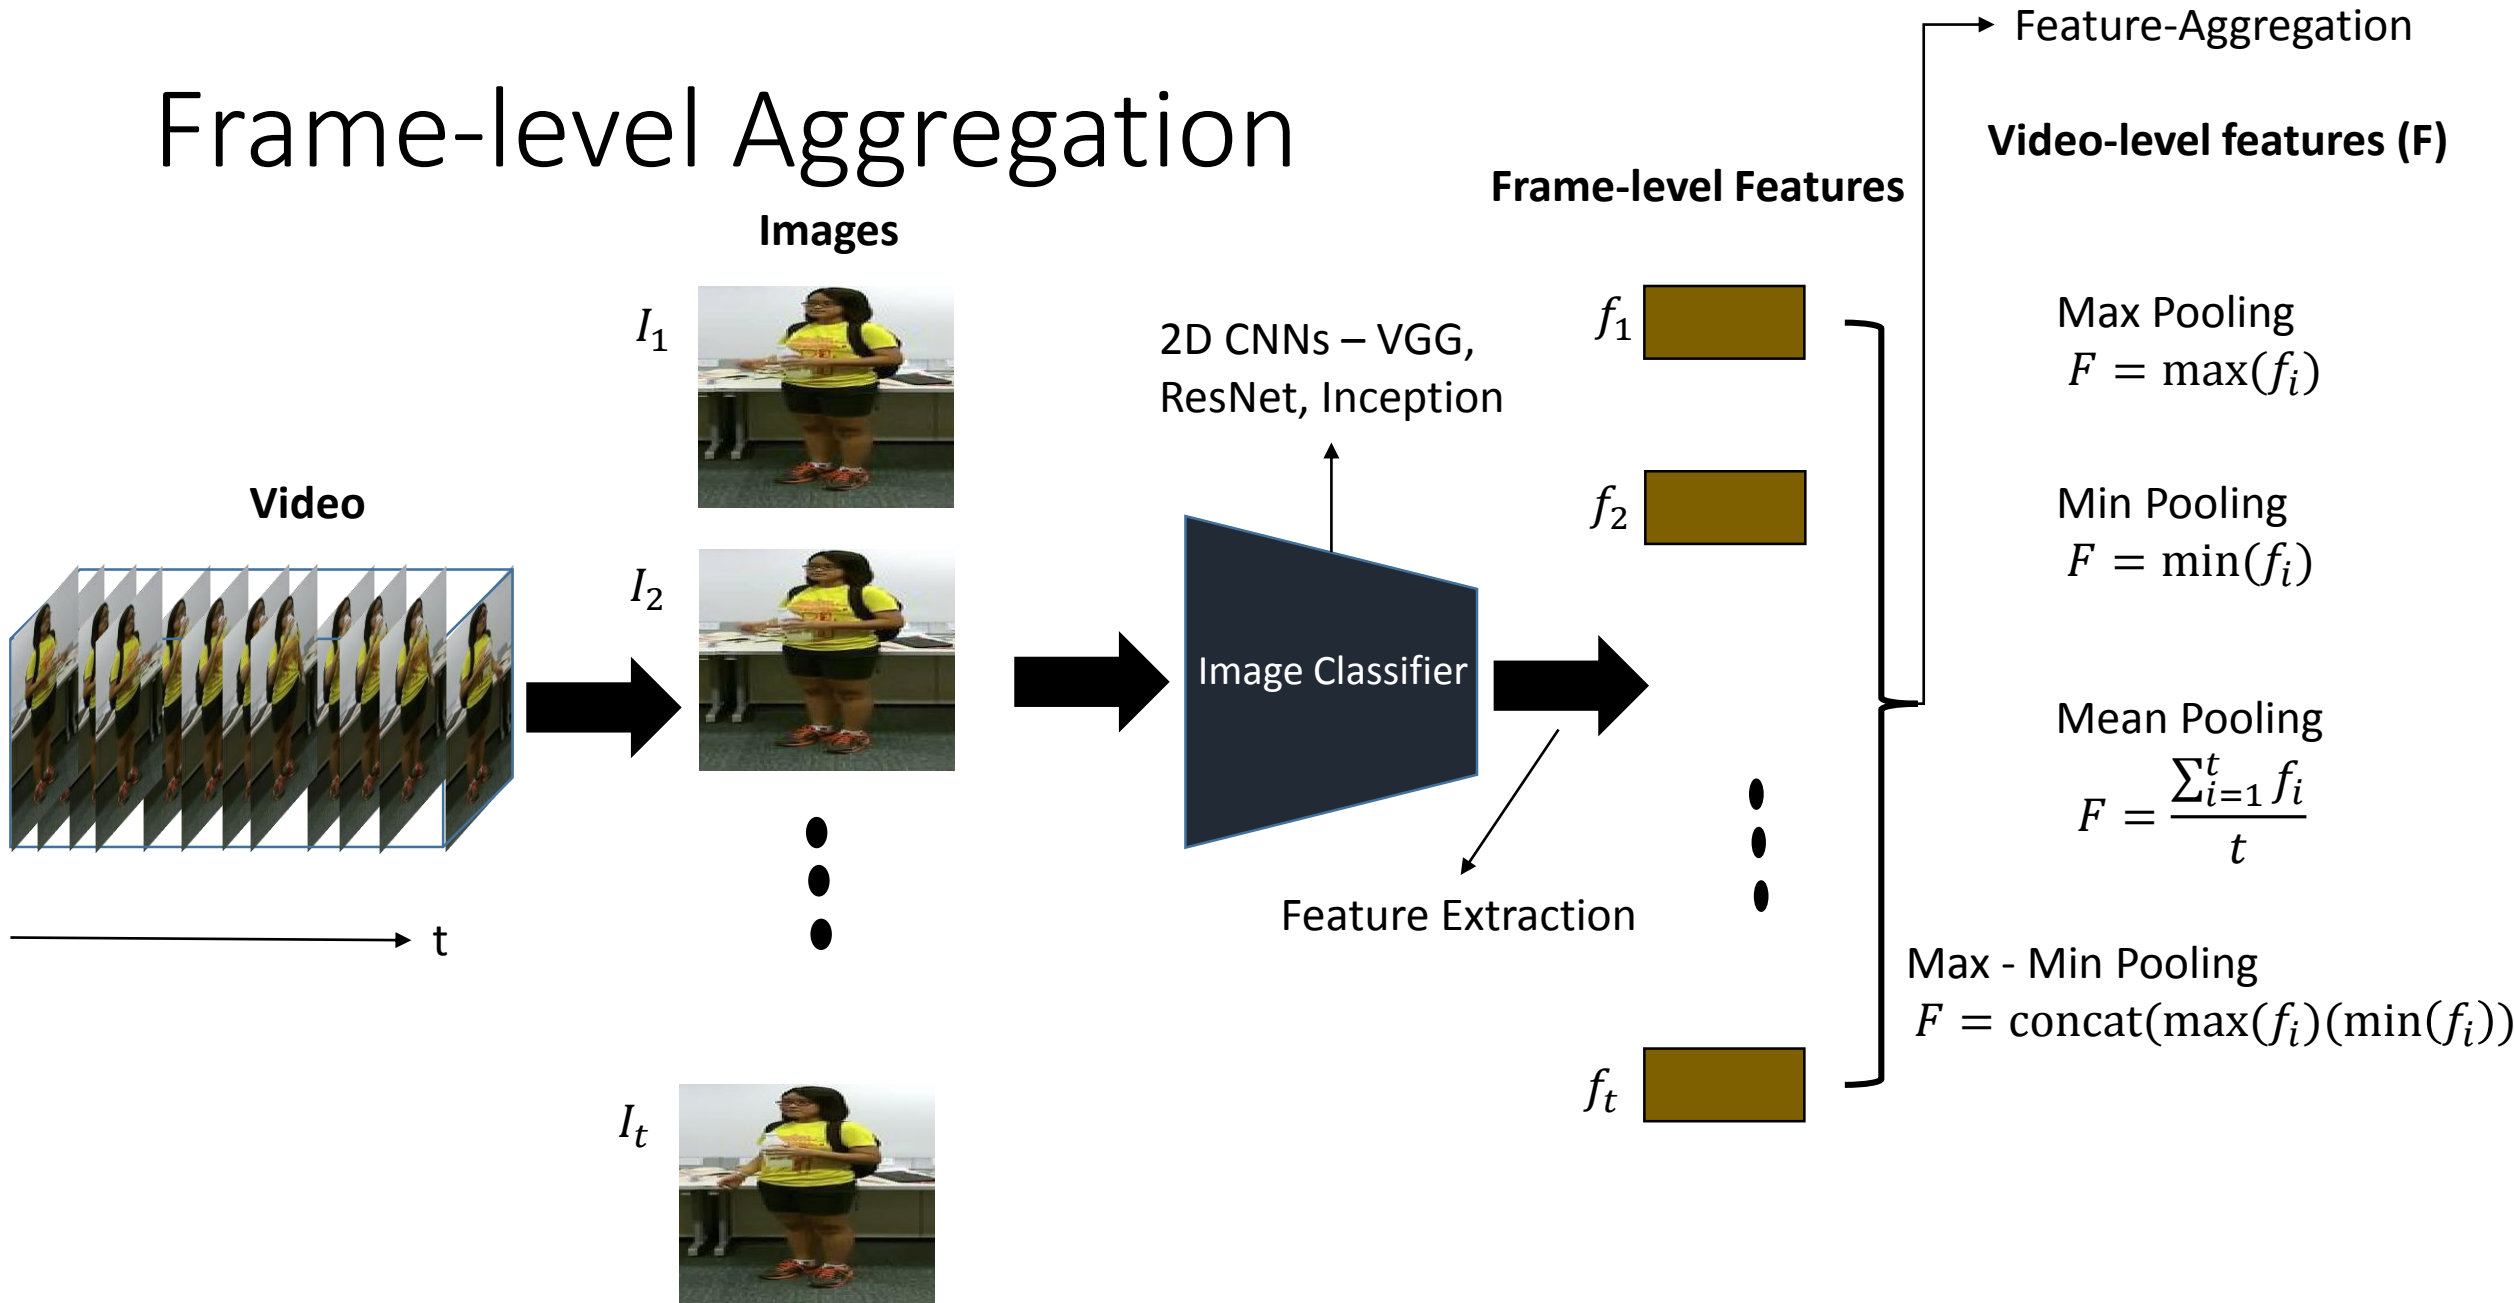 Frame-level Aggregation
Video
t
Images
I₁
I₂
Iₜ
2D CNNs – VGG,
ResNet, Inception
Image Classifier
Feature Extraction
Frame-level Features
f₁
f₂
fₜ
Feature-Aggregation
Video-level features (F)
Max Pooling
F = max(fᵢ)
Min Pooling
F = min(fᵢ)
Mean Pooling
F = ∑ᵗᵢ₌₁ fᵢ / t
Max - Min Pooling
F = concat(max(fᵢ)(min(fᵢ))